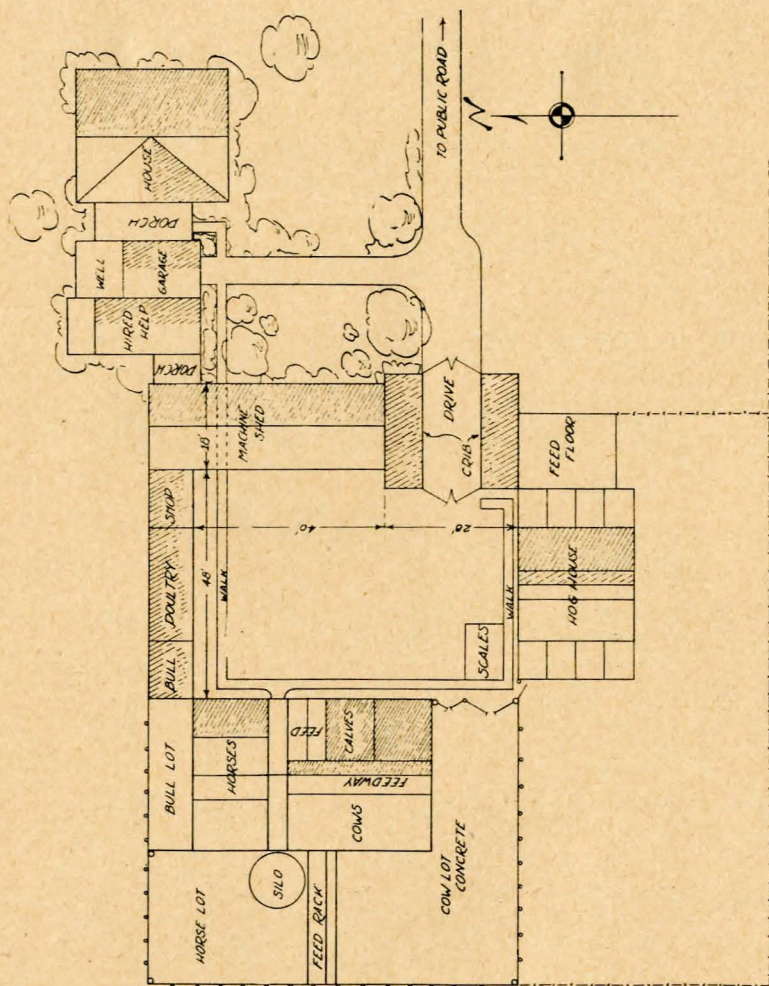 TO PUBLIC ROAD →
N
HOUSE
PORCH
WELL
GARAGE
HIRED
HELP
PORCH
MACHINE
SHED
18'
DRIVE
CRIB
FEED
FLOOR
SHOP
POULTRY
BULL
48'
40'
28'
WALK
WALK
SCALES
HOG HOUSE
BULL LOT
HORSES
FEED
CALVES
FEEDWAY
COWS
HORSE LOT
SILO
FEED RACK
COW LOT
CONCRETE